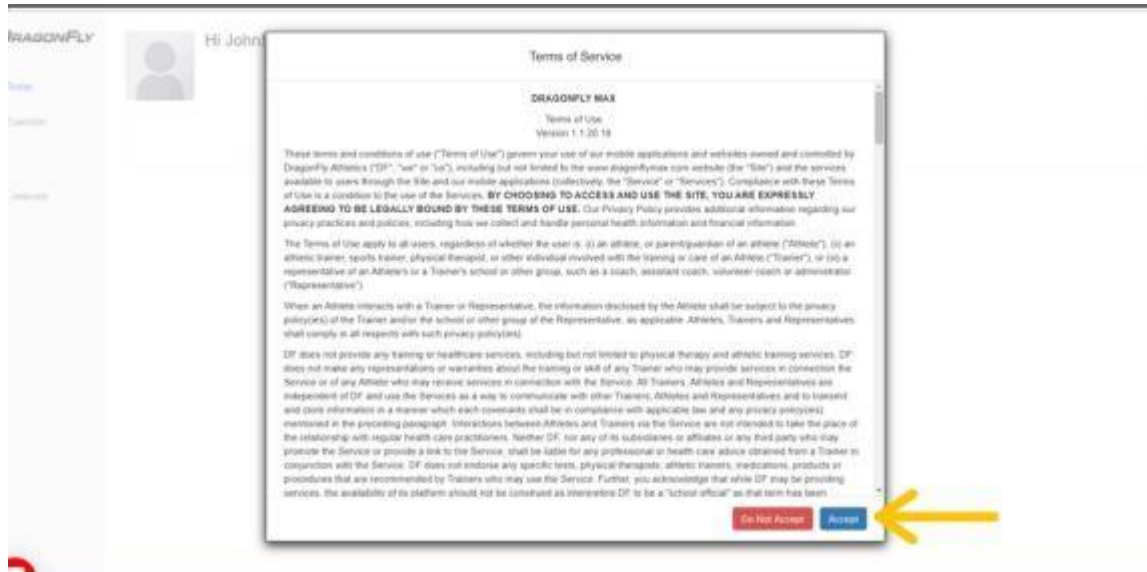 DRAGONFLY
Hi John
Terms of Service
DRAGONFLY MAX
Terms of Use
Version 1.1.20.18
These terms and conditions of use ("Terms of Use") govern your use of our mobile applications and websites owned and controlled by
DragonFly Athletics ("DF", "we" or "us"), including but not limited to the www.dragonflymax.com website (the "Site") and the services
available to users through the Site and our mobile applications (collectively, the "Service" or "Services"). Compliance with these Terms
of Use is a condition to the use of the Services. BY CHOOSING TO ACCESS AND USE THE SITE, YOU ARE EXPRESSLY
AGREEING TO BE LEGALLY BOUND BY THESE TERMS OF USE. Our Privacy Policy provides additional information regarding our
privacy practices and policies, including how we collect and handle personal health information and financial information.
The Terms of Use apply to all users, regardless of whether the user is: (i) an athlete, or parent/guardian of an athlete ("Athlete"), (ii) an
athletic trainer, sports trainer, physical therapist, or other individual involved with the training or care of an Athlete ("Trainer"), or (iii) a
representative of an Athlete's or a Trainer's school or other group, such as a coach, assistant coach, volunteer coach or administrator
("Representative").
When an Athlete interacts with a Trainer or Representative, the information disclosed by the Athlete shall be subject to the privacy
policy(ies) of the Trainer and/or the school or other group of the Representative, as applicable. Athletes, Trainers and Representatives
shall comply in all respects with such privacy policy(ies).
DF does not provide any training or healthcare services, including but not limited to physical therapy and athletic training services. DF
does not make any representations or warranties about the training or skill of any Trainer who may provide services in connection the
Service or of any Athlete who may receive services in connection with the Service. All Trainers, Athletes and Representatives are
independent of DF and use the Services as a way to communicate with other Trainers, Athletes and Representatives and to transmit
and store information in a manner which each covenants shall be in compliance with applicable law and any privacy policy(ies)
mentioned in the preceding paragraph. Interactions between Athletes and Trainers via the Service are not intended to take the place of
the relationship with regular health care practitioners. Neither DF, nor any of its subsidiaries or affiliates or any third party who may
promote the Service or provide a link to the Service, shall be liable for any professional or health care advice obtained from a Trainer in
conjunction with the Service. DF does not endorse any specific tests, physical therapists, athletic trainers, medications, products or
procedures that are recommended by Trainers who may use the Service. Further, you acknowledge that while DF may be providing
services, the availability of its platform should not be construed as interpreting DF to be a "school official" as that term has been
Do Not Accept
Accept